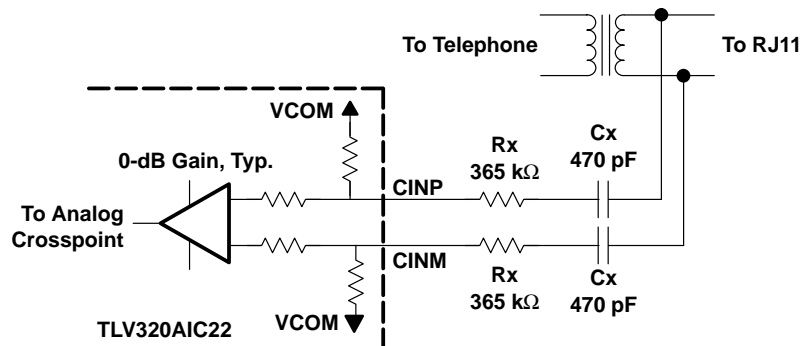 To Telephone
To RJ11
VCOM
Rx
365 kΩ
Cx
470 pF
0-dB Gain, Typ.
CINP
To Analog
Crosspoint
CINM
Rx
365 kΩ
Cx
470 pF
VCOM
TLV320AIC22